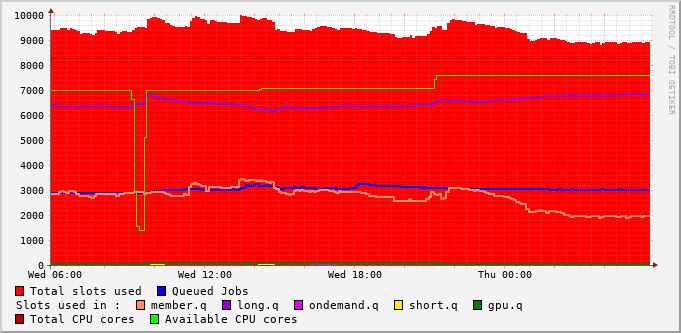 10000
9000
8000
7000
6000
5000
4000
3000
2000
1000
0
Wed 06:00 Wed 12:00 Wed 18:00 Thu 00:00
RRDTOOL / TOBI OETIKER
Total slots used Queued Jobs
Slots used in : member.q long.q ondemand.q short.q gpu.q
Total CPU cores Available CPU cores